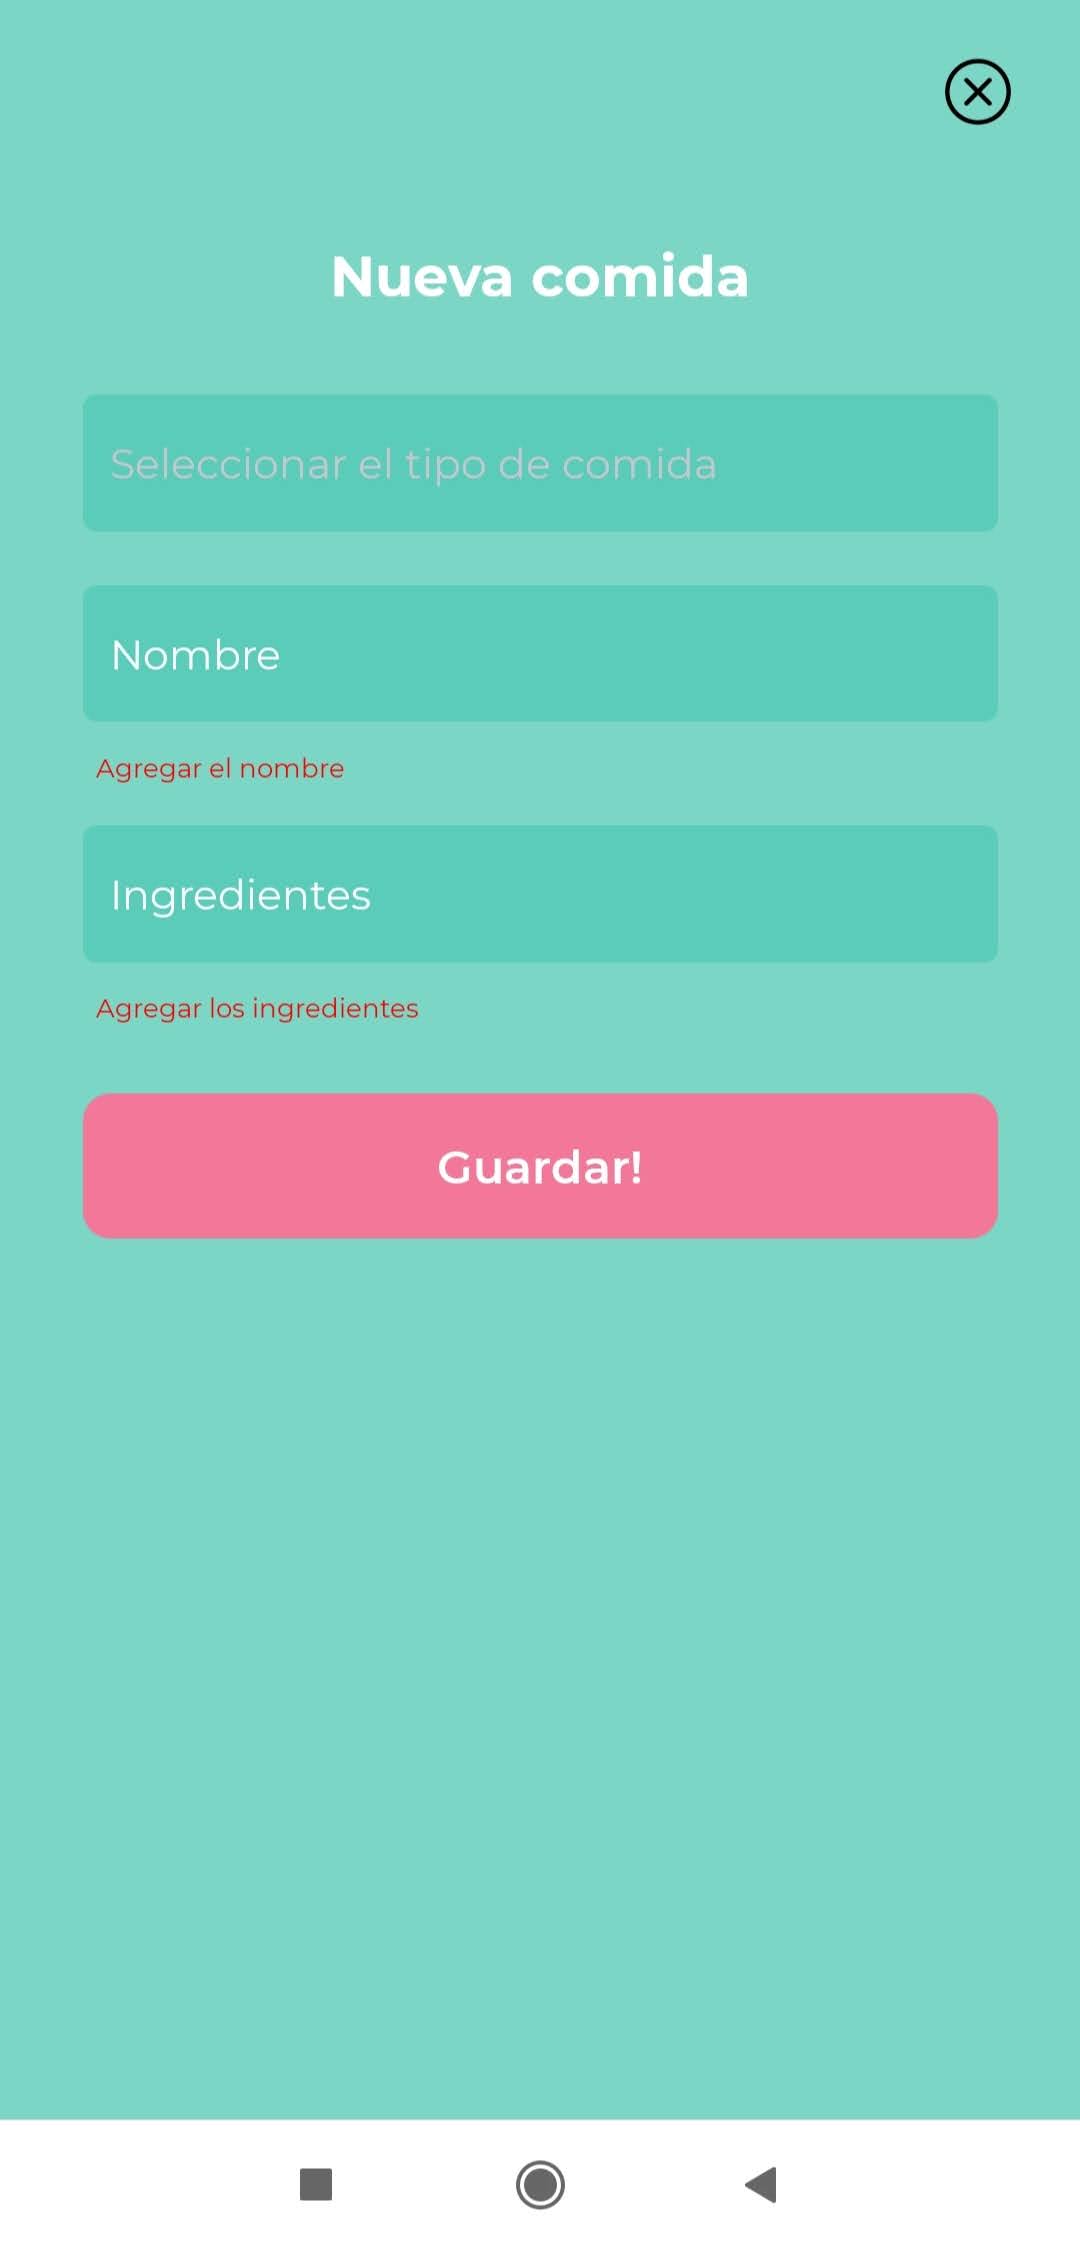 Nueva comida
Seleccionar el tipo de comida
Nombre
Agregar el nombre
Ingredientes
Agregar los ingredientes
Guardar!